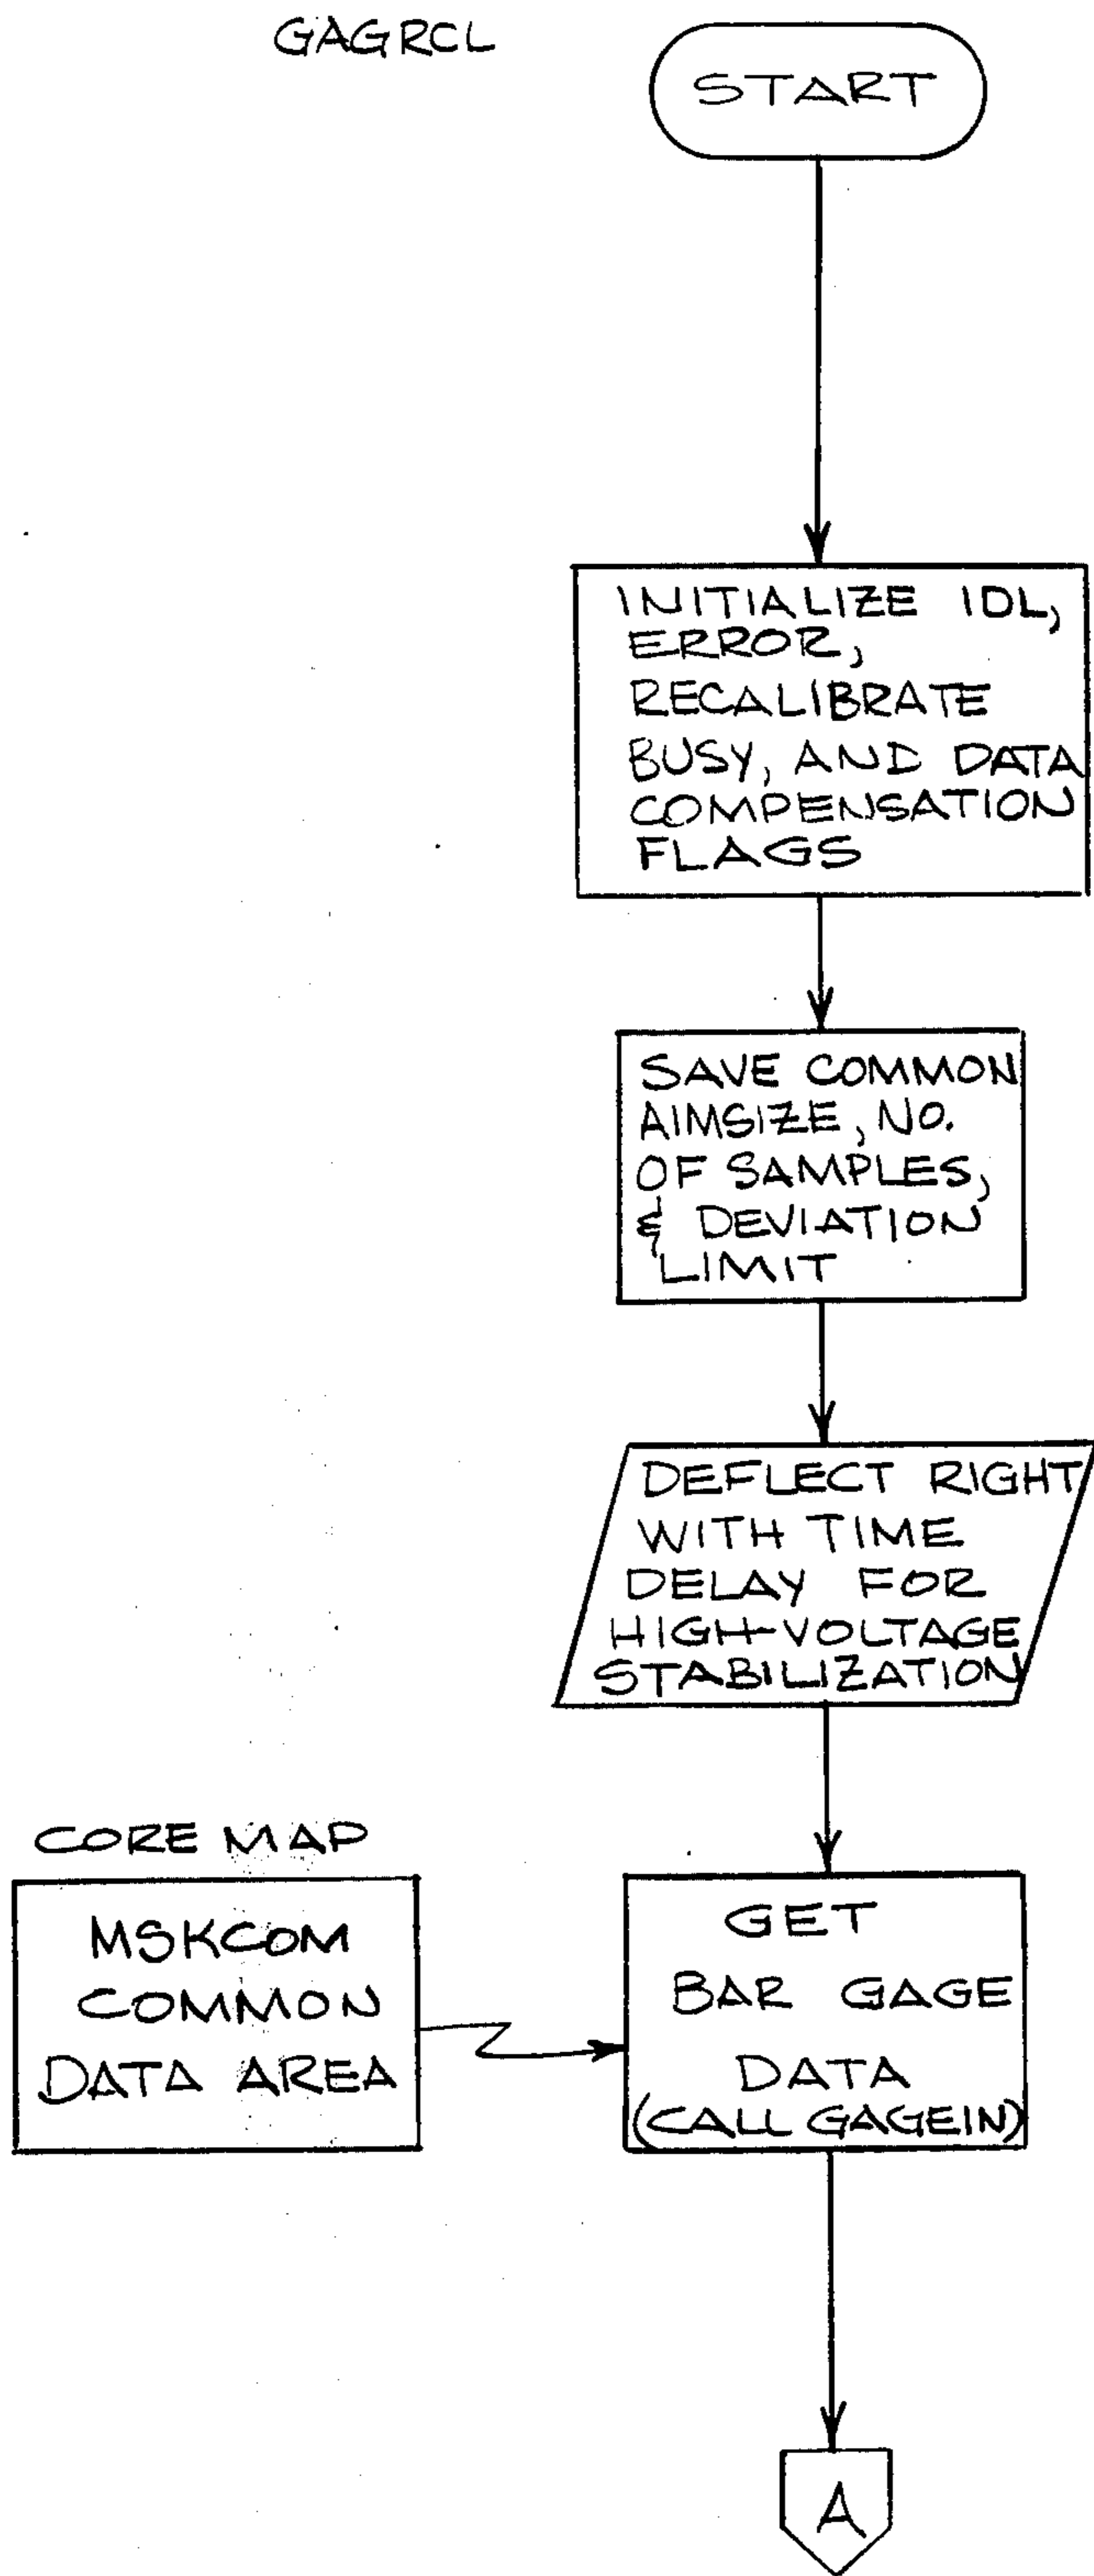 GAGRCL
START
INITIALIZE IDL,
ERROR,
RECALIBRATE
BUSY, AND DATA
COMPENSATION
FLAGS
SAVE COMMON
AIMSIZE, NO.
OF SAMPLES,
& DEVIATION
LIMIT
DEFLECT RIGHT
WITH TIME
DELAY FOR
HIGH-VOLTAGE
STABILIZATION
CORE MAP
MSKCOM
COMMON
DATA AREA
GET
BAR GAGE
DATA
(CALL GAGEIN)
A